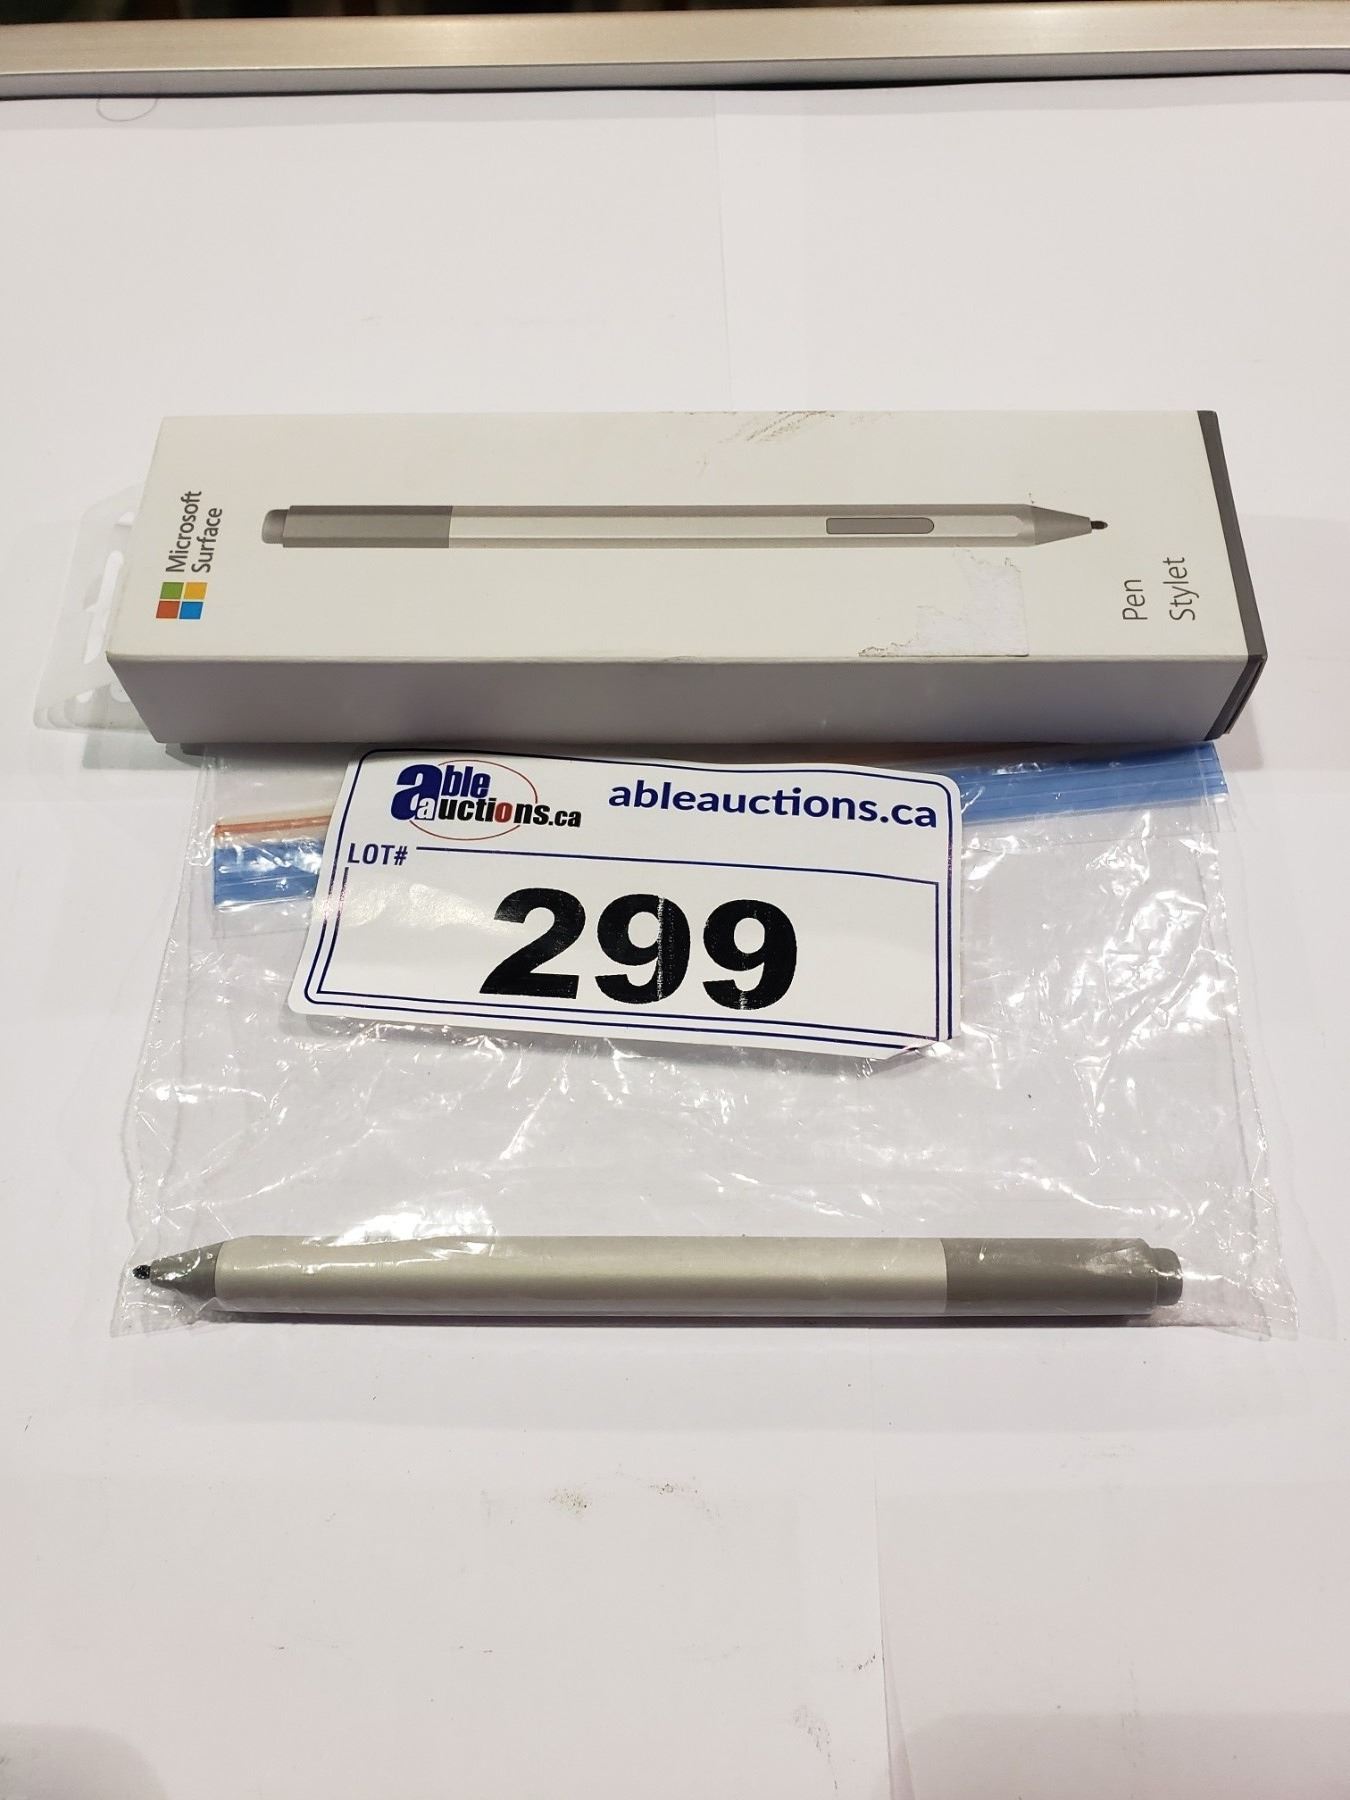 Microsoft
Surface
Pen
Stylet
able
auctions.ca
ableauctions.ca
LOT#
299